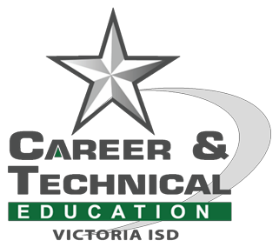 CAREER &
TECHNICAL
EDUCATION
VICTORIA ISD